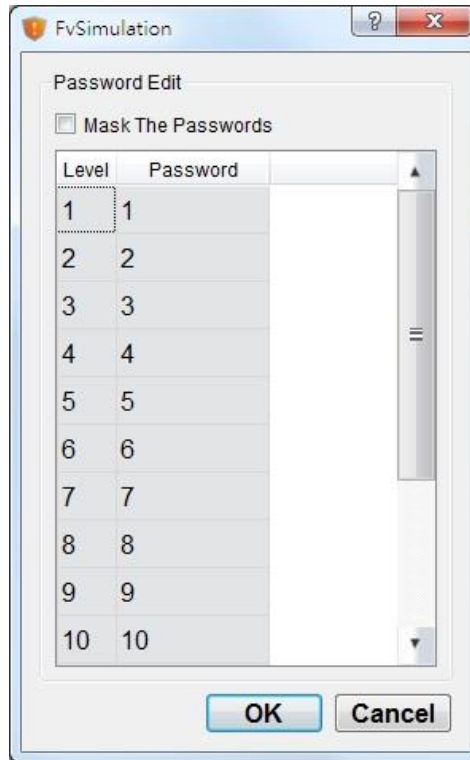 FvSimulation
Password Edit
Mask The Passwords
Level Password
1 1
2 2
3 3
4 4
5 5
6 6
7 7
8 8
9 9
10 10
OK Cancel